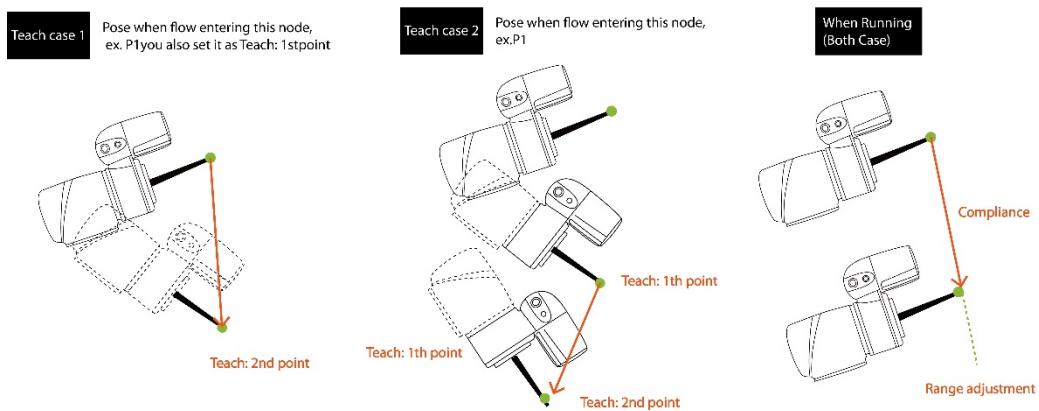 Teach case 1
Pose when flow entering this node,
ex. P1you also set it as Teach: 1stpoint
Teach: 2nd point
Teach case 2
Pose when flow entering this node,
ex.P1
Teach: 1th point
Teach: 1th point
Teach: 2nd point
When Running
(Both Case)
Compliance
Range adjustment